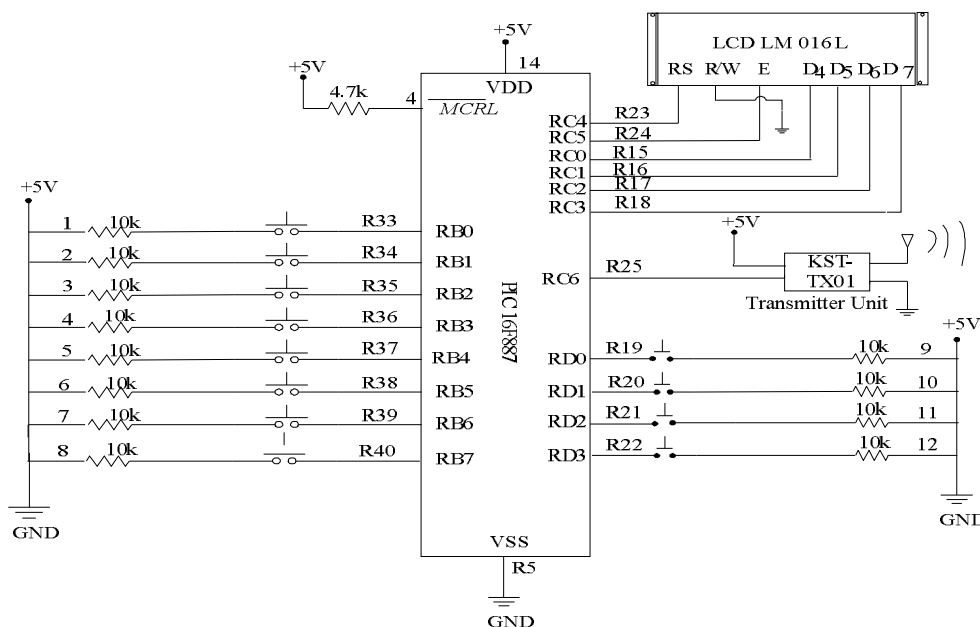 LCD LM 016L
RS R/W E D4 D5 D6 D7
+5V
14
VDD
+5V
4.7k
4
MCRL
RC4 R23
RC5 R24
RC0 R15
RC1 R16
RC2 R17
RC3 R18
+5V
1 10k R33 RB0
2 10k R34 RB1
3 10k R35 RB2
4 10k R36 RB3
5 10k R37 RB4
6 10k R38 RB5
7 10k R39 RB6
8 10k R40 RB7
GND
PIC 16F887
+5V
RC6 R25
KST-
TX01
Transmitter Unit
+5V
RD0 R19 10k 9
RD1 R20 10k 10
RD2 R21 10k 11
RD3 R22 10k 12
GND
VSS
R5
GND